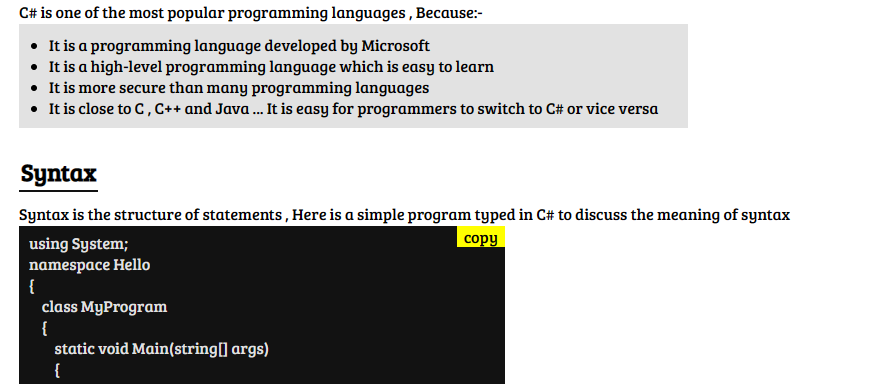 C# is one of the most popular programming languages , Because:-
• It is a programming language developed by Microsoft
• It is a high-level programming language which is easy to learn
• It is more secure than many programming languages
• It is close to C , C++ and Java ... It is easy for programmers to switch to C# or vice versa
Syntax
Syntax is the structure of statements , Here is a simple program typed in C# to discuss the meaning of syntax
copy
using System;
namespace Hello
{
class MyProgram
{
static void Main(string[] args)
{